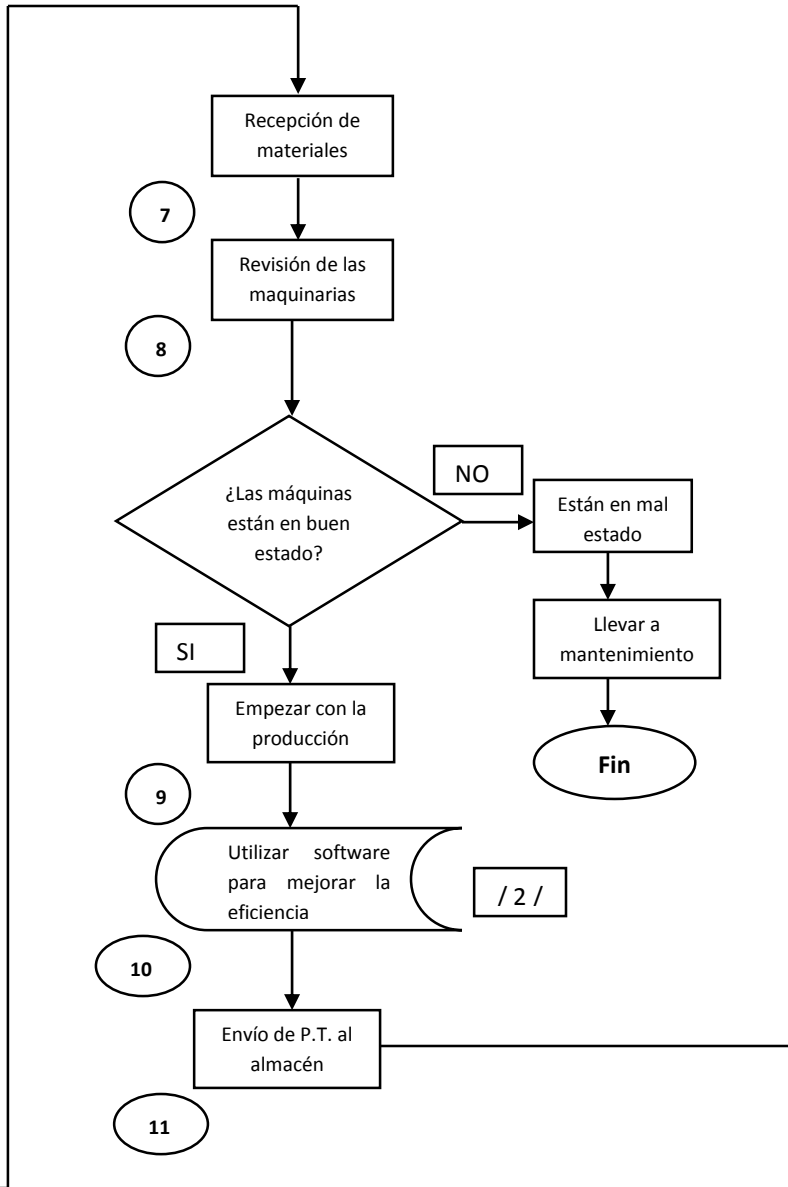 Recepción de
materiales
7
Revisión de las
maquinarias
8
¿Las máquinas
están en buen
estado?
NO
Están en mal
estado
Llevar a
mantenimiento
Fin
SI
Empezar con la
producción
9
Utilizar software
para mejorar la
eficiencia
/ 2 /
10
Envío de P.T. al
almacén
11